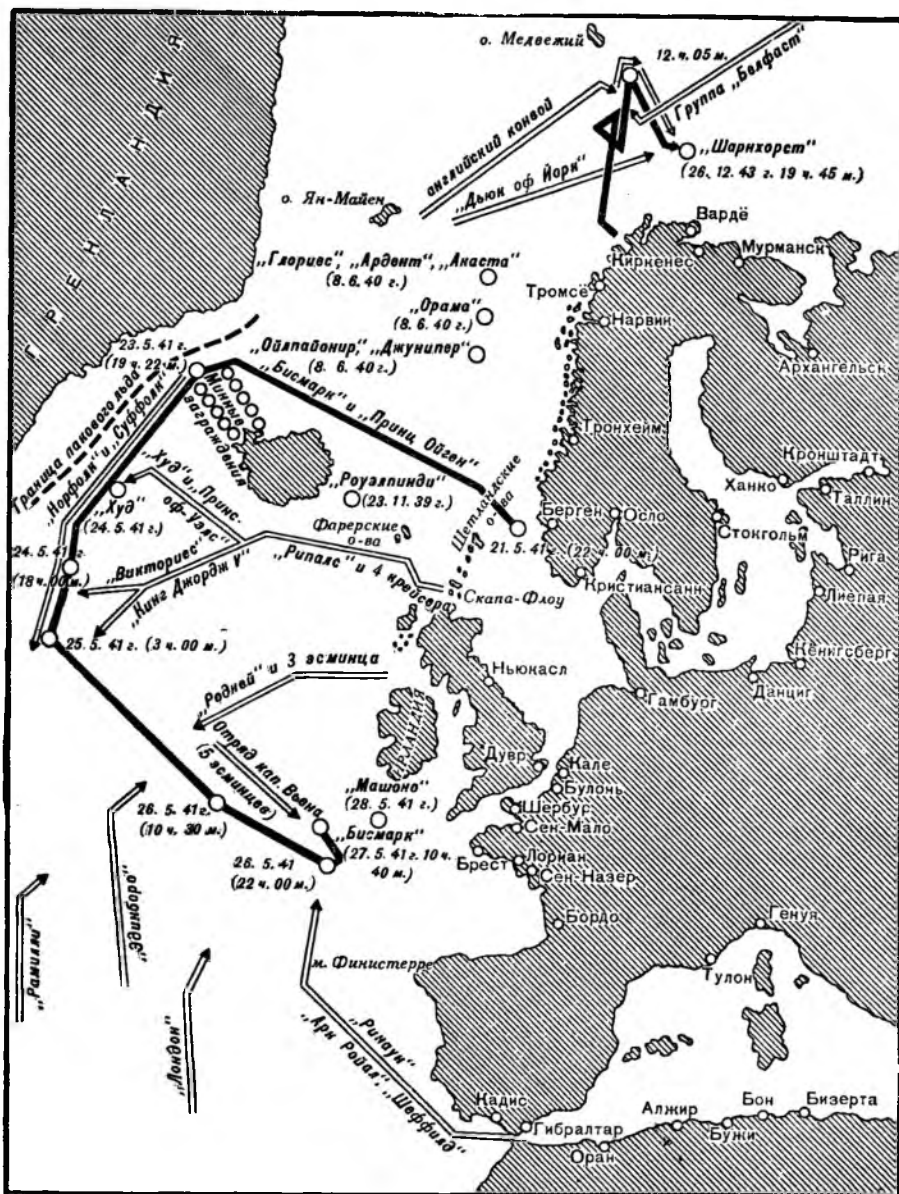 о. Медвежий
12. ч. 05 м.
Группа „Белфаст"
английский конвой
„Шарнхорст"
(26. 12. 43 г. 19 ч. 45 м.)
„Дьюк оф Йорк"
о. Ян-Майен
ГРЕНЛАНДИЯ
Вардё
Киркенес
Мурманск
„Глориес", „Ардент", „Акаста"
(8. 6. 40 г.)
Тромсё
„Орама"
(8. 6. 40 г.)
Нарвик
23. 5. 41 г.
(19 ч. 22 м.)
„Ойлпайонир," „Джунипер"
(8. 6. 40 г.)
Архангельск
„Бисмарк" и „Принц Ойген"
Граница пакового льда
„Норфолк" и „Суффолк"
Минные
заграждения
Тронхейм
Кронштадт
Ханко
Таллин
„Худ" и „Принс-
оф-Уэлс"
„Роуэлпинди"
(23. 11. 39 г.)
Шетландские
о-ва
„Худ"
(24. 5. 41 г.)
Берген
Осло
Стокгольм
Фарерские
о-ва
21. 5. 41 г. (22 ч. 00 м.)
24. 5. 41 г.
(18 ч. 00 м.)
„Викториес"
„Кинг Джордж V"
„Рипалс" и 4 крейсера
Скапа-Флоу
Кристиансанн
Рига
Лиепая
25. 5. 41 г. (3 ч. 00 м.)
Кёнигсберг
„Родней" и 3 эсминца
Ньюкасл
Гамбург
Данциг
ИРЛАНДИЯ
Отряд кап. Вьена
(5 эсминцев)
Дувр
Кале
Булонь
„Машоно"
(28. 5. 41 г.)
Шербур
Сен-Мало
26. 5. 41 г.
(10 ч. 30 м.)
„Бисмарк"
(27. 5. 41 г. 10 ч.
40 м.)
Брест
Лориан
Сен-Назер
26. 5. 41
(22 ч. 00 м.)
„Эдинборо"
„Рамилли"
Бордо
Генуя
м. Финистерре
Тулон
„Лондон"
„Ринаун"
„Арк Ройал," „Шеффилд"
Кадис
Гибралтар
Оран
Алжир
Бужи
Бон
Бизерта